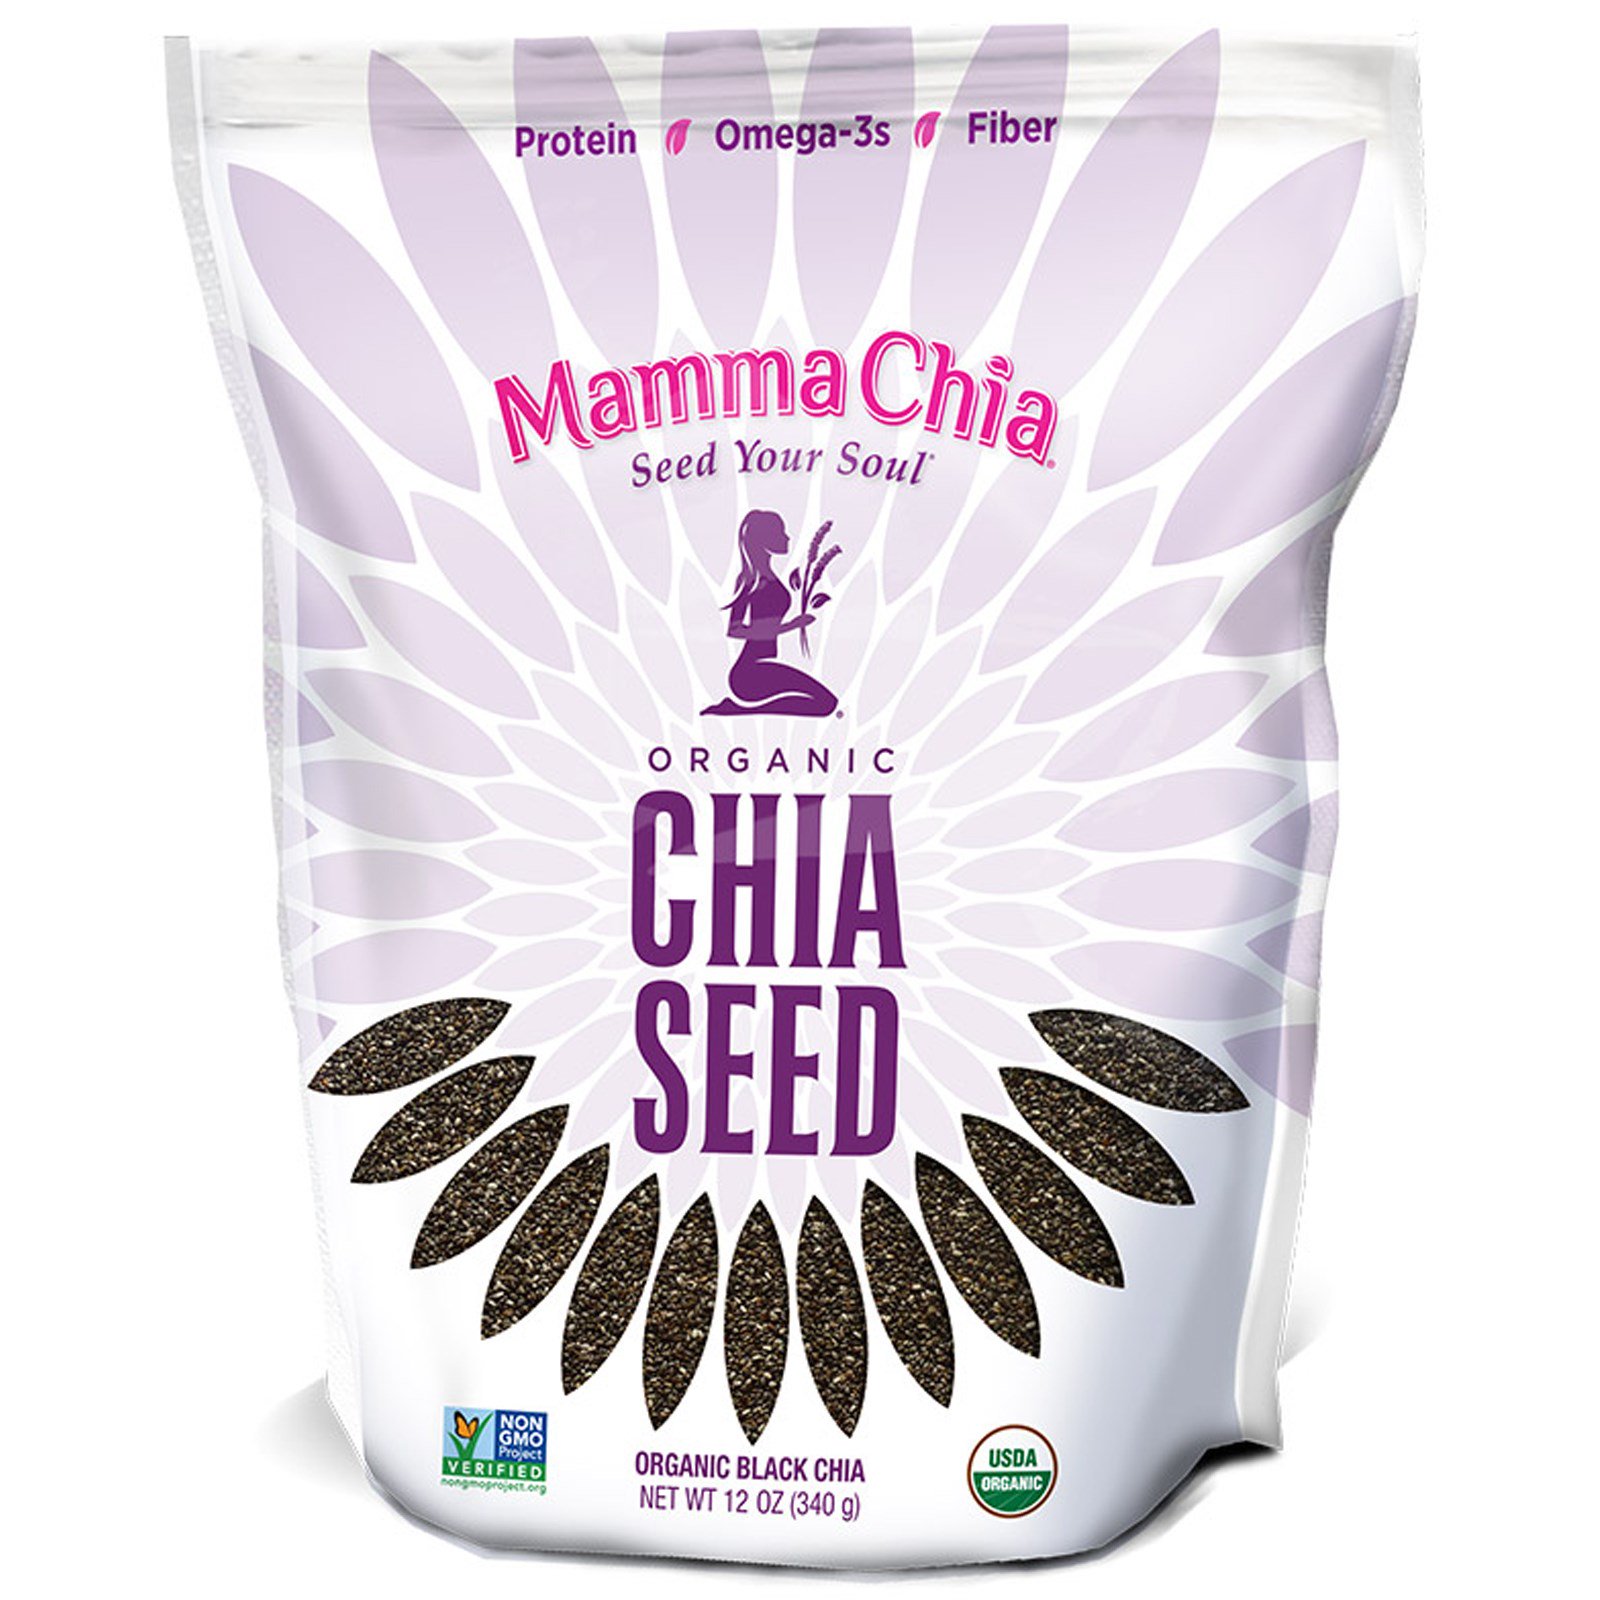 Protein Omega-3s Fiber
Mamma Chia®
Seed Your Soul®
®
ORGANIC
CHIA
SEED
NON
GMO
Project
VERIFIED
nongmoproject.org
ORGANIC BLACK CHIA
NET WT 12 OZ (340 g)
USDA
ORGANIC